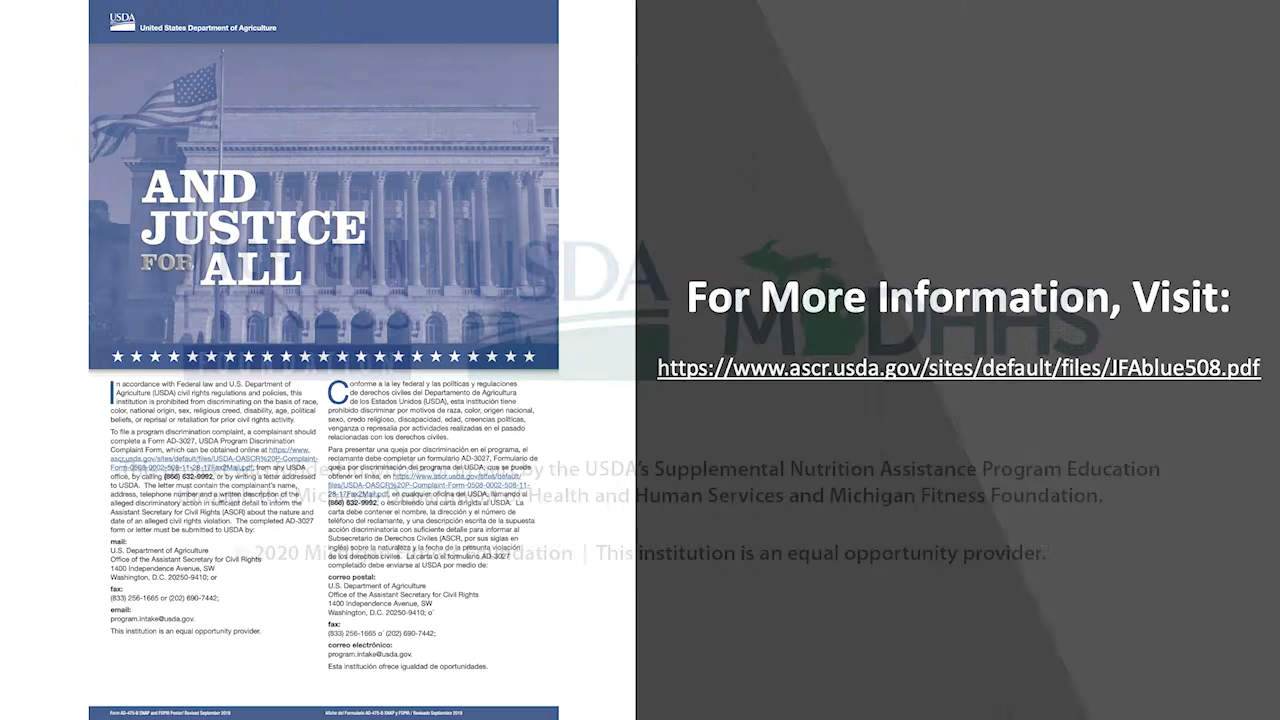 USDA
United States Department of Agriculture
AND
JUSTICE
FOR ALL
In accordance with Federal law and U.S. Department of
Agriculture (USDA) civil rights regulations and policies, this
institution is prohibited from discriminating on the basis of race,
color, national origin, sex, religious creed, disability, age, political
beliefs, or reprisal or retaliation for prior civil rights activity.
To file a program discrimination complaint, a complainant should
complete a Form AD-3027, USDA Program Discrimination
Complaint Form, which can be obtained online at https://www.
ascr.usda.gov/sites/default/files/USDA-OASCR%20P-Complaint-
Form-0508-0002-508-11-28-17Fax2Mail.pdf, from any USDA
office, by calling (866) 632-9992, or by writing a letter addressed
to USDA. The letter must contain the complainant's name,
address, telephone number and a written description of the
alleged discriminatory action in sufficient detail to inform the
Assistant Secretary for Civil Rights (ASCR) about the nature and
date of an alleged civil rights violation. The completed AD-3027
form or letter must be submitted to USDA by:
mail:
U.S. Department of Agriculture
Office of the Assistant Secretary for Civil Rights
1400 Independence Avenue, SW
Washington, D.C. 20250-9410; or
fax:
(833) 256-1665 or (202) 690-7442;
email:
program.intake@usda.gov.
This institution is an equal opportunity provider.
Conforme a la ley federal y las políticas y regulaciones
de derechos civiles del Departamento de Agricultura
de los Estados Unidos (USDA), esta institución tiene
prohibido discriminar por motivos de raza, color, origen nacional,
sexo, credo religioso, discapacidad, edad, creencias políticas,
venganza o represalia por actividades realizadas en el pasado
relacionadas con los derechos civiles.
Para presentar una queja por discriminación en el programa, el
reclamante debe completar un formulario AD-3027, Formulario de
queja por discriminación del programa del USDA, que se puede
obtener en línea, en https://www.ascr.usda.gov/sites/default/
files/USDA-OASCR%20P-Complaint-Form-0508-0002-508-11-
28-17Fax2Mail.pdf, en cualquier oficina del USDA, llamando al
(866) 632-9992, o escribiendo una carta dirigida al USDA. La
carta debe contener el nombre, la dirección y el número de
teléfono del reclamante, y una descripción escrita de la supuesta
acción discriminatoria con suficiente detalle para informar al
Subsecretario de Derechos Civiles (ASCR, por sus siglas en
inglés) sobre la naturaleza y la fecha de la presunta violación
de los derechos civiles. La carta o el formulario AD-3027
completado debe enviarse al USDA por medio de:
correo postal:
U.S. Department of Agriculture
Office of the Assistant Secretary for Civil Rights
1400 Independence Avenue, SW
Washington, D.C. 20250-9410; o'
fax:
(833) 256-1665 o' (202) 690-7442;
correo electrónico:
program.intake@usda.gov.
Esta institución ofrece igualdad de oportunidades.
Form AD-475-B SNAP and FDPIR Poster/ Revised September 2019
Afiche del Formulario AD-475-B SNAP y FDPIR/ Revisado Septiembre 2019
For More Information, Visit:
https://www.ascr.usda.gov/sites/default/files/JFAblue508.pdf
USDA
MDHHS
by the USDA's Supplemental Nutrition Assistance Program Education
Health and Human Services and Michigan Fitness Foundation.
2020 | This institution is an equal opportunity provider.